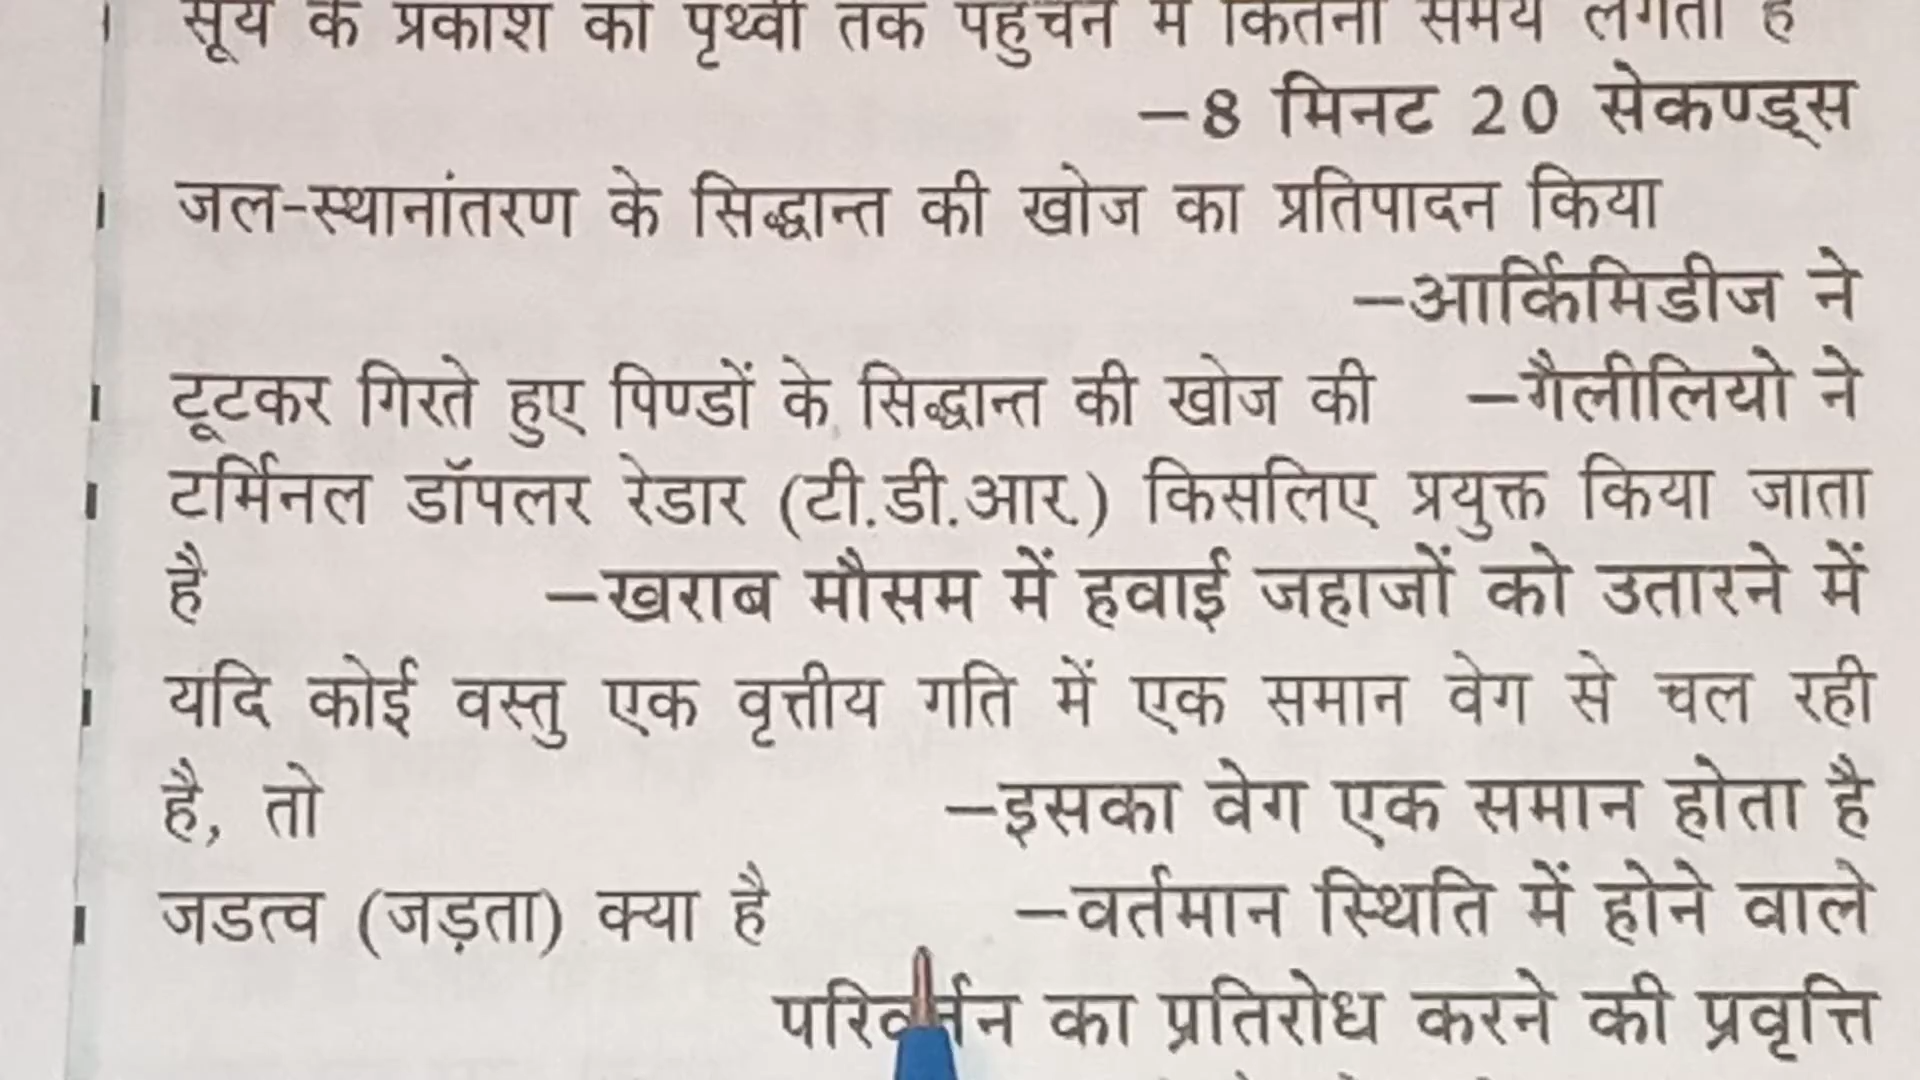 सूर्य के प्रकाश को पृथ्वी तक पहुँचने में कितना समय लगता है
–8 मिनट 20 सेकण्ड्स
जल-स्थानांतरण के सिद्धान्त की खोज का प्रतिपादन किया
–आर्किमिडीज ने
टूटकर गिरते हुए पिण्डों के सिद्धान्त की खोज की –गैलीलियो ने
टर्मिनल डॉपलर रेडार (टी.डी.आर.) किसलिए प्रयुक्त किया जाता
है –खराब मौसम में हवाई जहाजों को उतारने में
यदि कोई वस्तु एक वृत्तीय गति में एक समान वेग से चल रही
है, तो –इसका वेग एक समान होता है
जडत्व (जड़ता) क्या है –वर्तमान स्थिति में होने वाले
परिवर्तन का प्रतिरोध करने की प्रवृत्ति